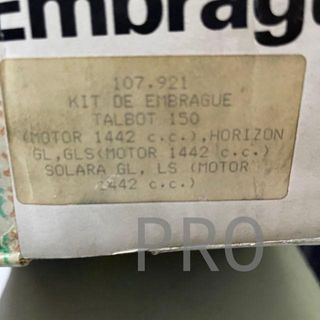 Embragu
107.921
KIT DE EMBRAGUE
TALBOT 150
(MOTOR 1442 c.c.),HORIZON
GL,GLS(MOTOR 1442 c.c.)
SOLARA GL, LS (MOTOR
1442 c.c.)
PRO